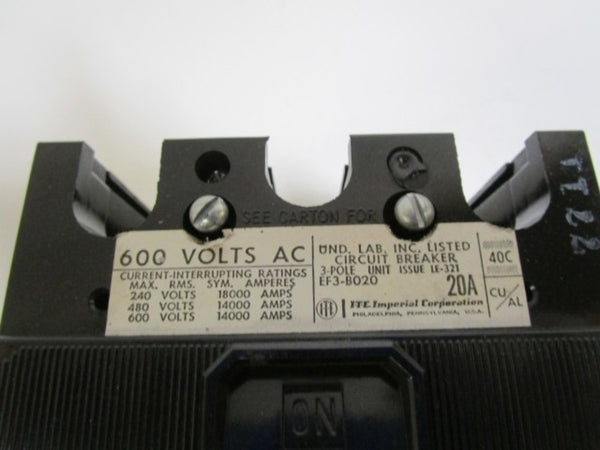 TT22
SEE CARTON FOR
600 VOLTS AC
CURRENT-INTERRUPTING RATINGS
MAX. RMS. SYM. AMPERES
240 VOLTS 18000 AMPS
480 VOLTS 14000 AMPS
600 VOLTS 14000 AMPS
UND. LAB. INC. LISTED
CIRCUIT BREAKER
3-POLE UNIT ISSUE LE-321
EF3-B020
20A
ITE Imperial Corporation
PHILADELPHIA, PENNSYLVANIA, U.S.A.
40C
CU/AL
ON